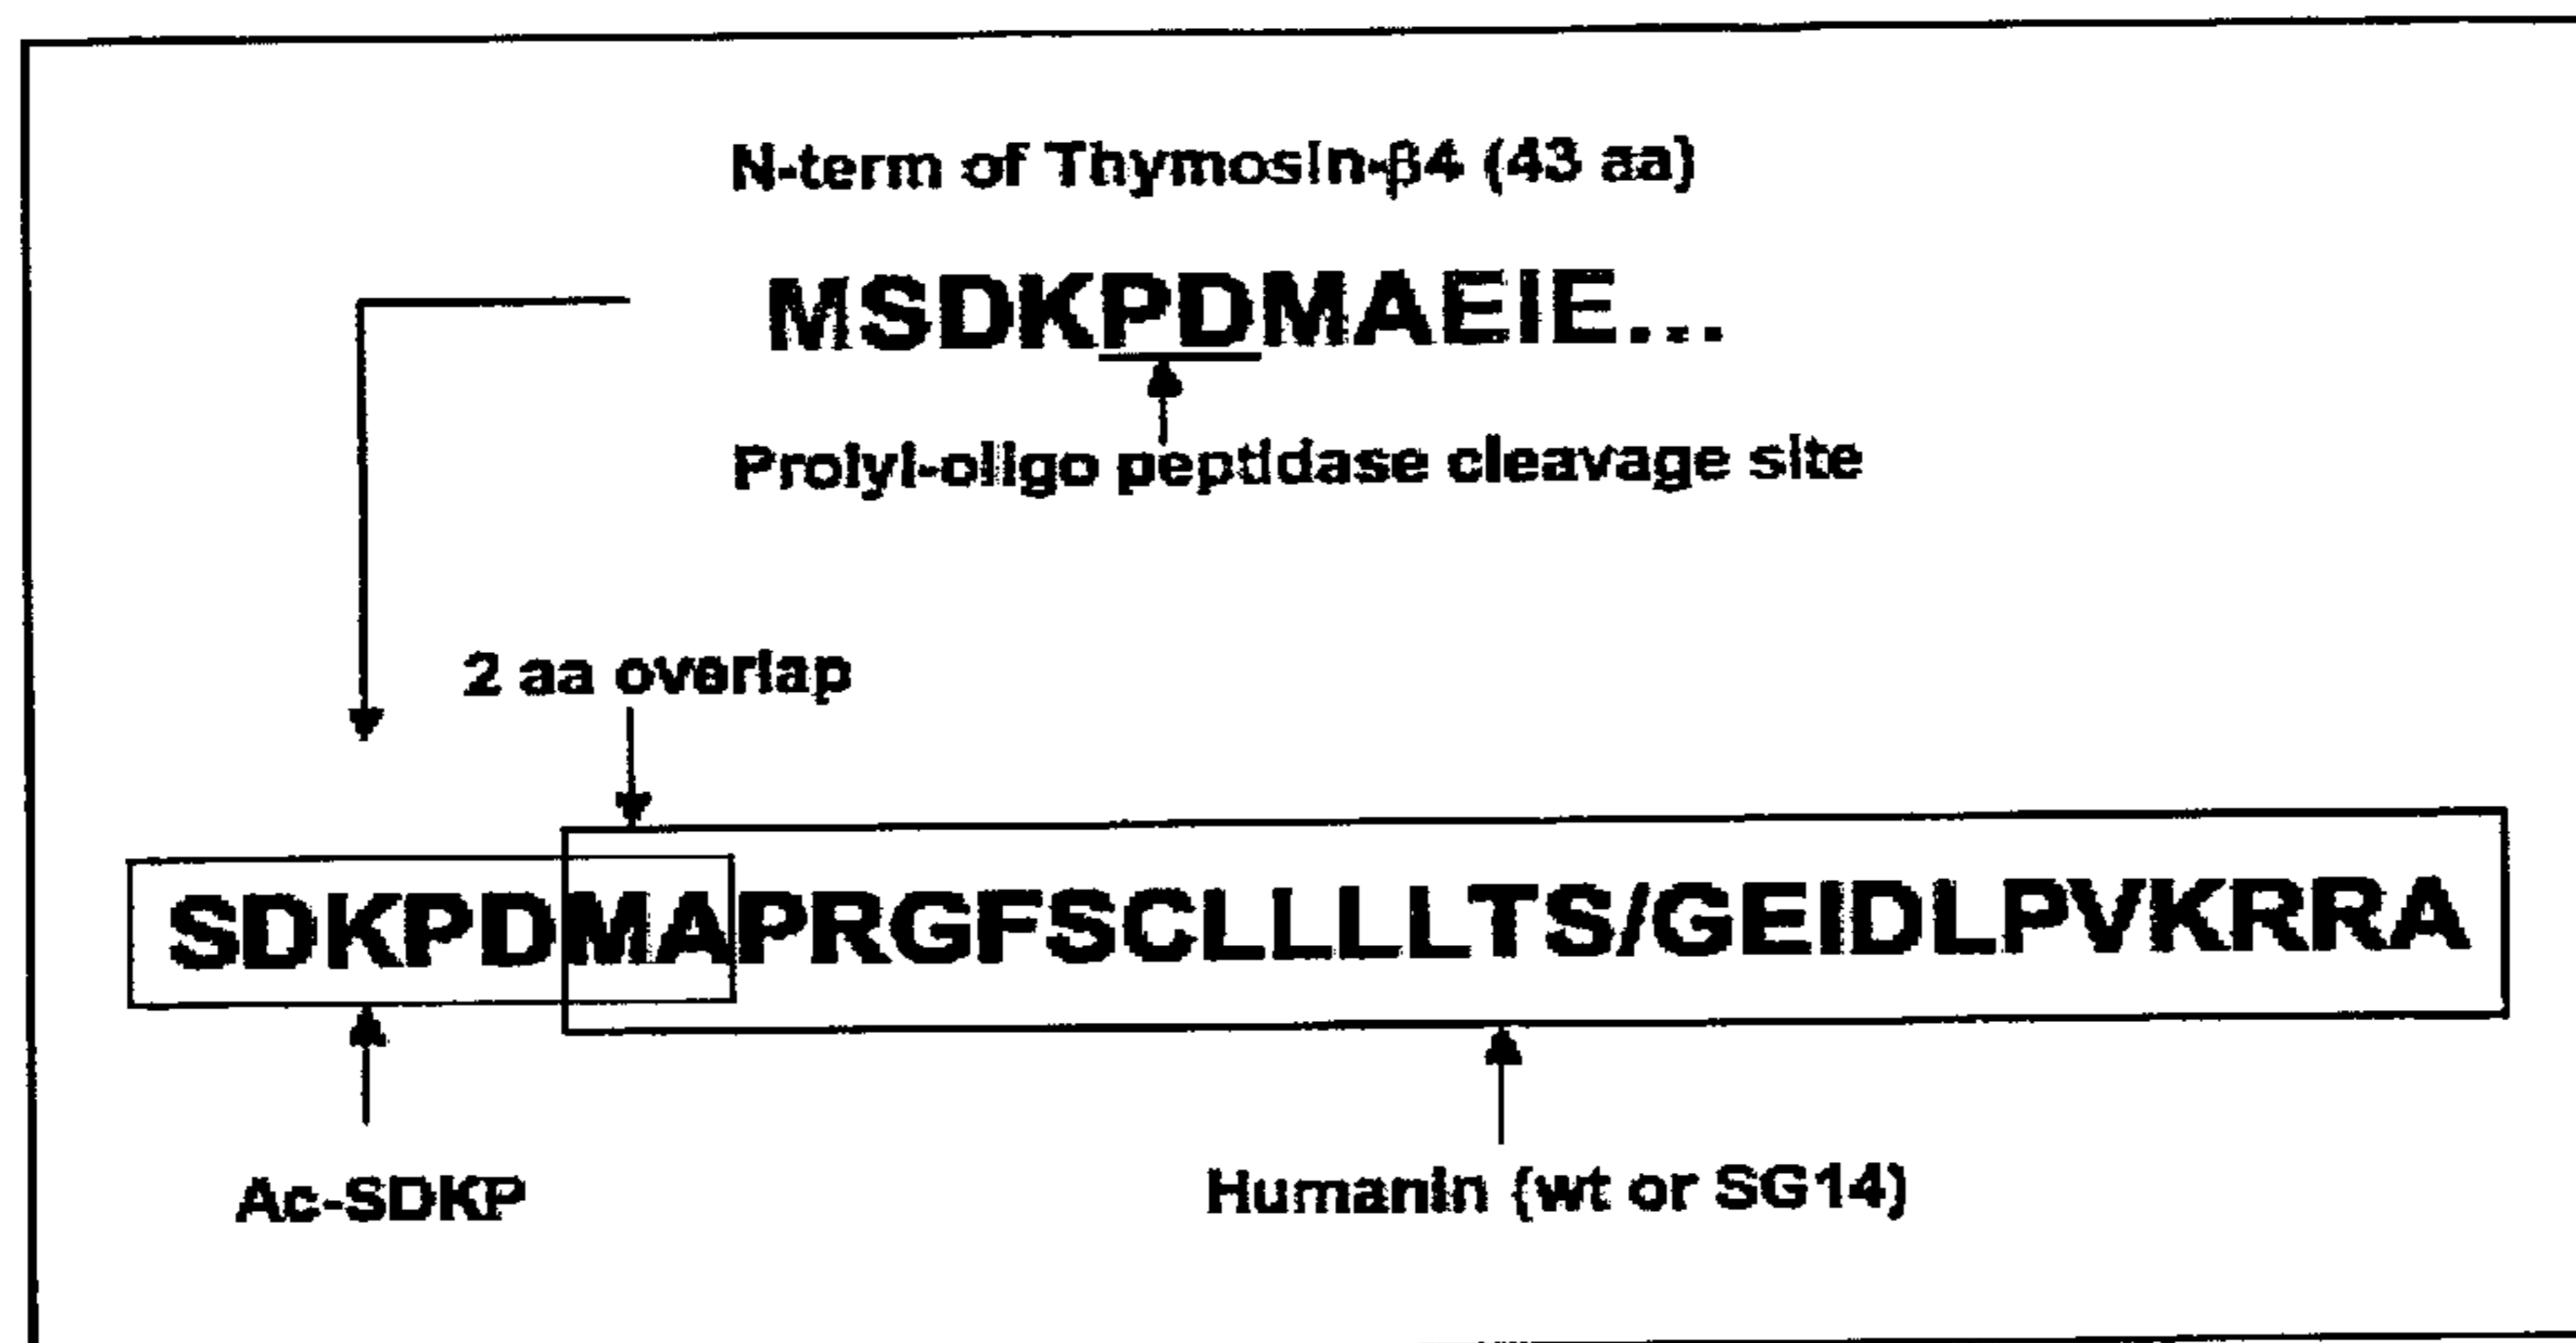 N-term of Thymosin-β4 (43 aa)
MSDKPDMAEIE...
Prolyl-oligo peptidase cleavage site
2 aa overlap
SDKPDMAPRGFSCLLLLTS/GEIDLPVKRRA
Ac-SDKP
Humanin (wt or SG14)